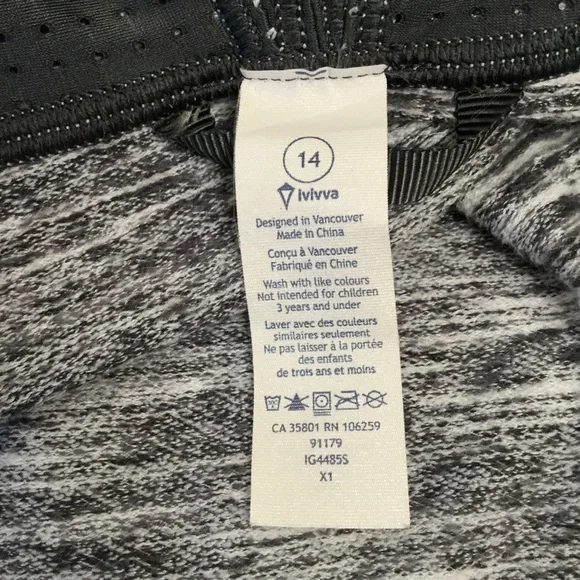 14
ivivva
Designed in Vancouver
Made in China
Conçu à Vancouver
Fabriqué en Chine
Wash with like colours
Not intended for children
3 years and under
Laver avec des couleurs
similaires seulement
Ne pas laisser à la portée
des enfants
de trois ans et moins
CA 35801 RN 106259
91179
IG4485S
X1